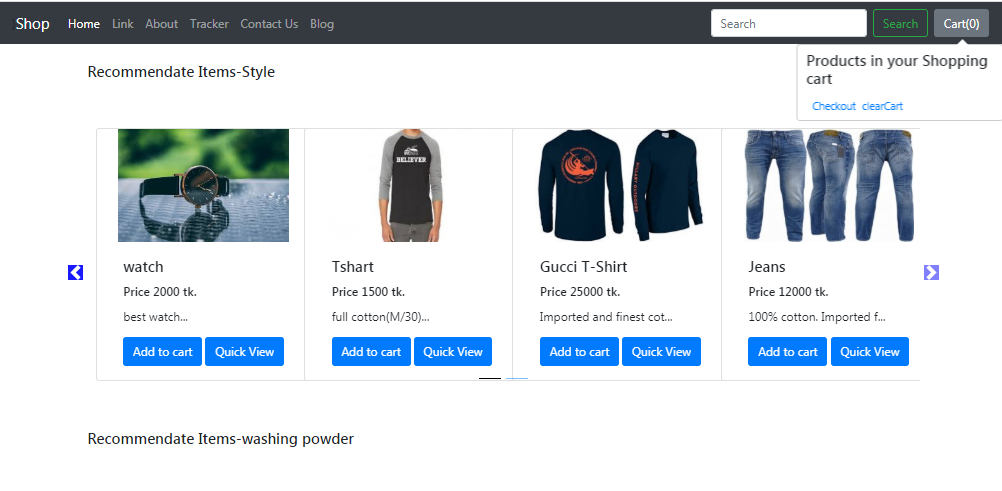 Shop Home Link About Tracker Contact Us Blog Search Search Cart(0)
Products in your Shopping
cart
Checkout clearCart
Recommendate Items-Style
BELIEVER
watch Tshart Gucci T-Shirt Jeans
Price 2000 tk. Price 1500 tk. Price 25000 tk. Price 12000 tk.
best watch... full cotton(M/30)... Imported and finest cot... 100% cotton. Imported f...
Add to cart Quick View Add to cart Quick View Add to cart Quick View Add to cart Quick View
Recommendate Items-washing powder